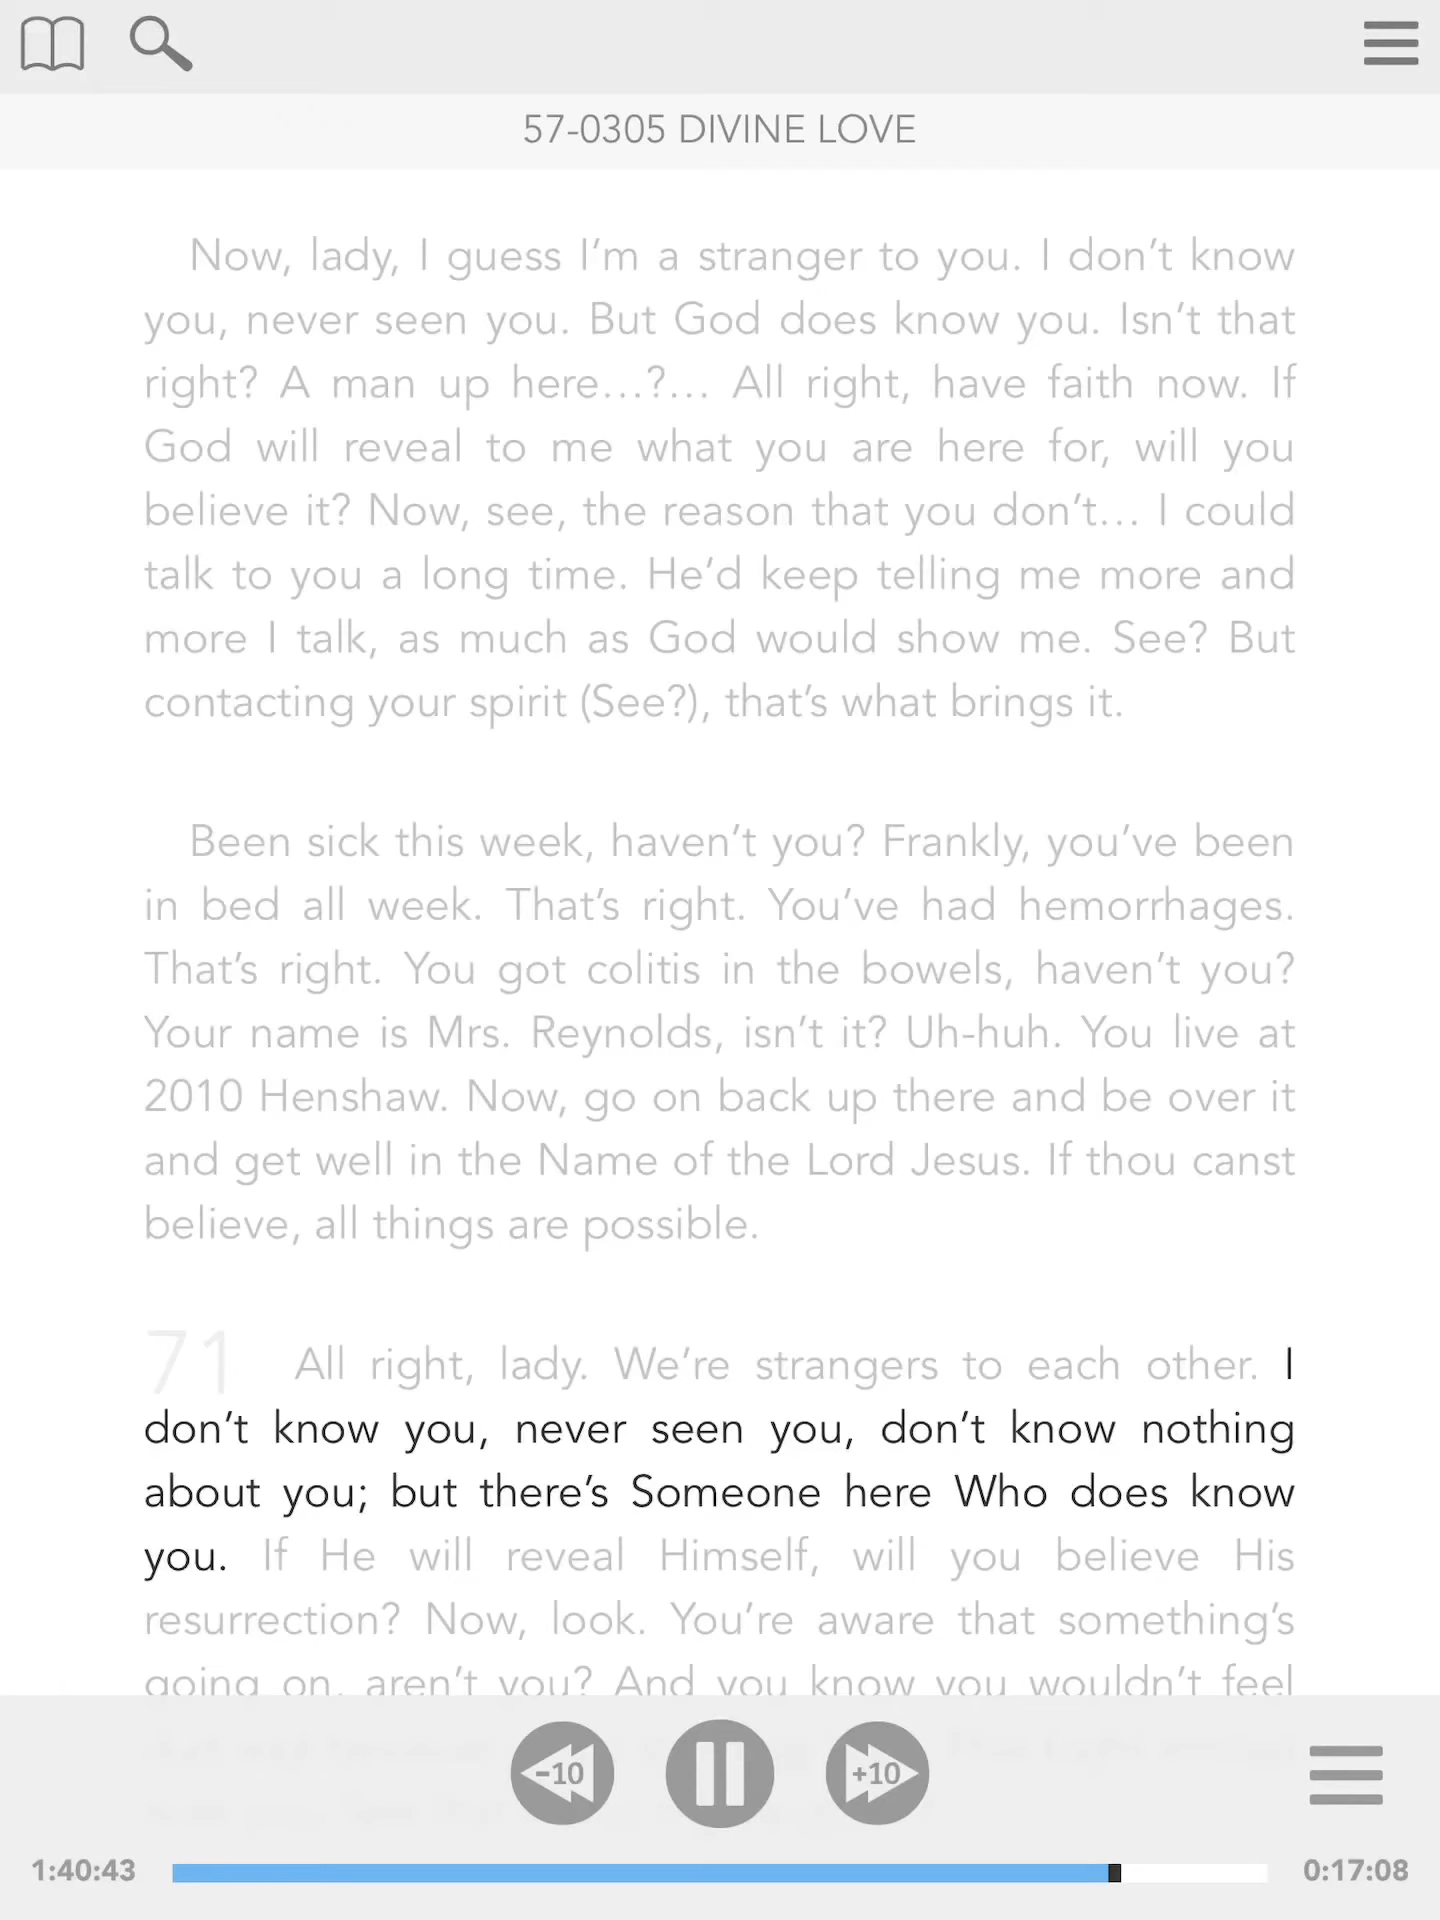 57-0305 DIVINE LOVE
Now, lady, I guess I’m a stranger to you. I don’t know
you, never seen you. But God does know you. Isn’t that
right? A man up here…?… All right, have faith now. If
God will reveal to me what you are here for, will you
believe it? Now, see, the reason that you don’t… I could
talk to you a long time. He’d keep telling me more and
more I talk, as much as God would show me. See? But
contacting your spirit (See?), that’s what brings it.
Been sick this week, haven’t you? Frankly, you’ve been
in bed all week. That’s right. You’ve had hemorrhages.
That’s right. You got colitis in the bowels, haven’t you?
Your name is Mrs. Reynolds, isn’t it? Uh-huh. You live at
2010 Henshaw. Now, go on back up there and be over it
and get well in the Name of the Lord Jesus. If thou canst
believe, all things are possible.
71 All right, lady. We’re strangers to each other. I
don’t know you, never seen you, don’t know nothing
about you; but there’s Someone here Who does know
you. If He will reveal Himself, will you believe His
resurrection? Now, look. You’re aware that something’s
going on, aren’t you? And you know you wouldn’t feel
-10 +10
1:40:43 0:17:08